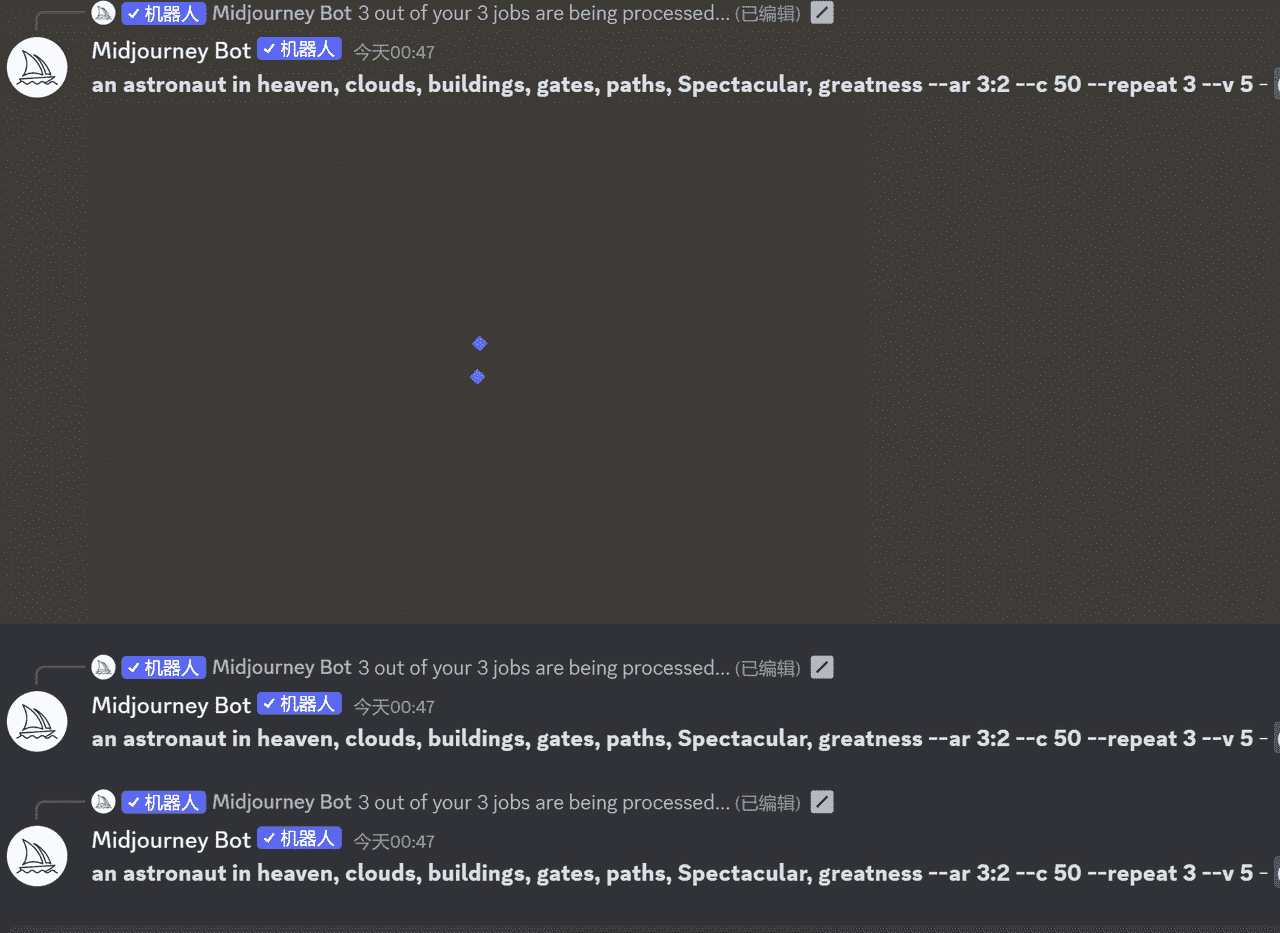 机器人 Midjourney Bot 3 out of your 3 jobs are being processed... (已编辑)
Midjourney Bot 机器人 今天00:47
an astronaut in heaven, clouds, buildings, gates, paths, Spectacular, greatness --ar 3:2 --c 50 --repeat 3 --v 5 -
机器人 Midjourney Bot 3 out of your 3 jobs are being processed... (已编辑)
Midjourney Bot 机器人 今天00:47
an astronaut in heaven, clouds, buildings, gates, paths, Spectacular, greatness --ar 3:2 --c 50 --repeat 3 --v 5 -
机器人 Midjourney Bot 3 out of your 3 jobs are being processed... (已编辑)
Midjourney Bot 机器人 今天00:47
an astronaut in heaven, clouds, buildings, gates, paths, Spectacular, greatness --ar 3:2 --c 50 --repeat 3 --v 5 -